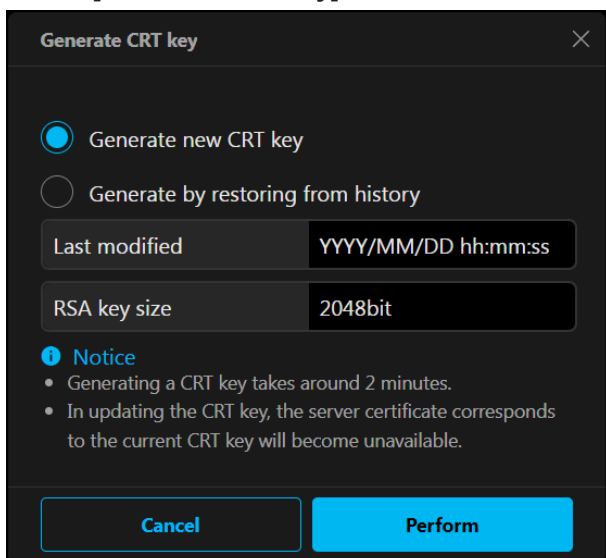 Generate CRT key
Generate new CRT key
Generate by restoring from history
Last modified YYYY/MM/DD hh:mm:ss
RSA key size 2048bit
Notice
• Generating a CRT key takes around 2 minutes.
• In updating the CRT key, the server certificate corresponds
to the current CRT key will become unavailable.
Cancel Perform